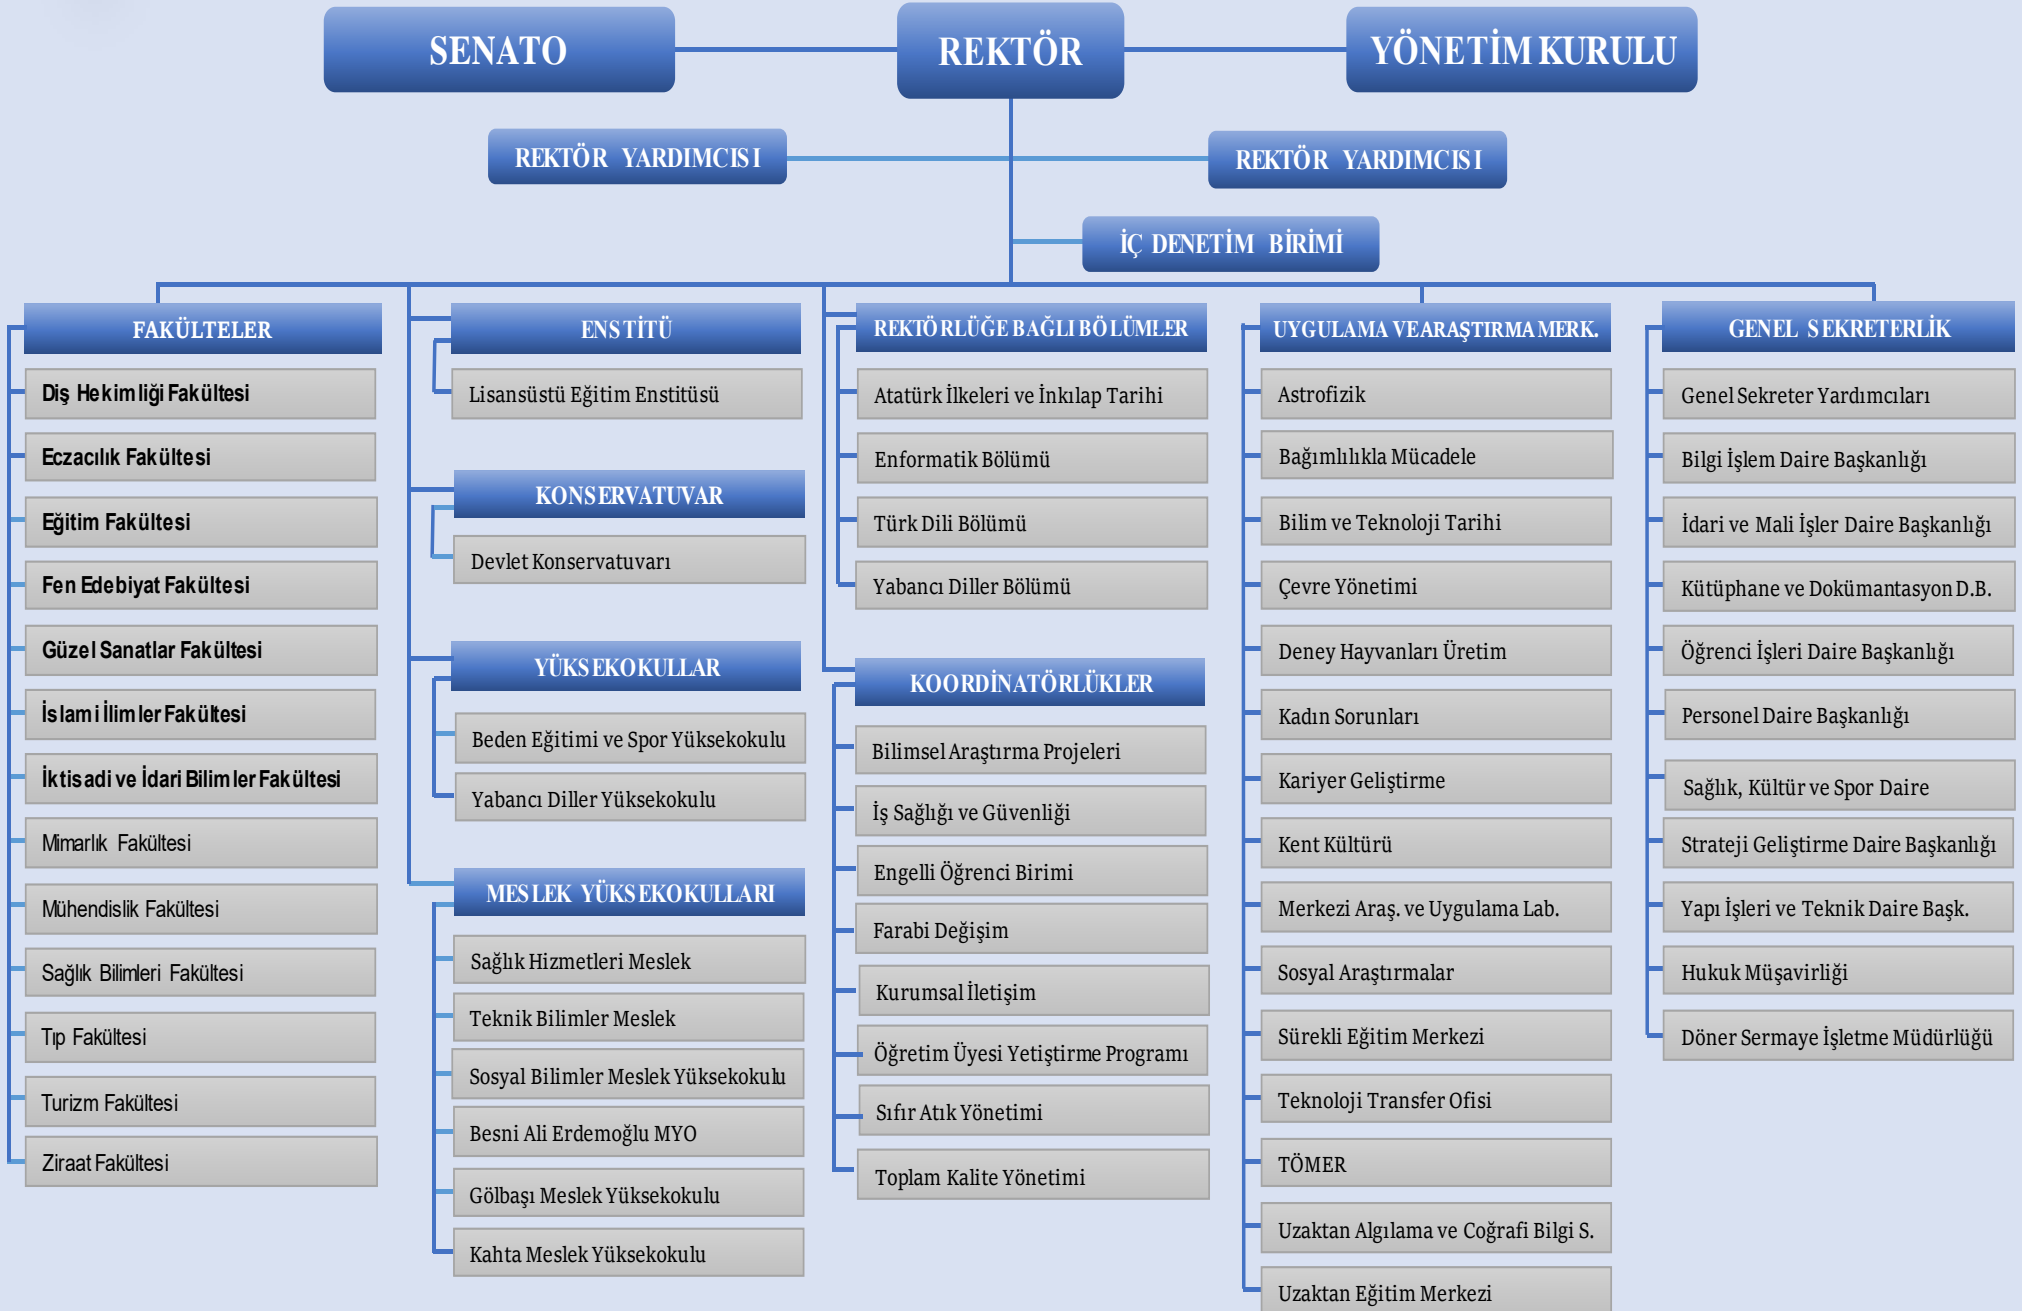 SENATO
REKTÖR
YÖNETİM KURULU
REKTÖR YARDIMCISI
REKTÖR YARDIMCISI
İÇ DENETİM BİRİMİ
FAKÜLTELER
Diş Hekimliği Fakültesi
Eczacılık Fakültesi
Eğitim Fakültesi
Fen Edebiyat Fakültesi
Güzel Sanatlar Fakültesi
İslami İlimler Fakültesi
İktisadi ve İdari Bilimler Fakültesi
Mimarlık Fakültesi
Mühendislik Fakültesi
Sağlık Bilimleri Fakültesi
Tıp Fakültesi
Turizm Fakültesi
Ziraat Fakültesi
ENSTİTÜ
Lisansüstü Eğitim Enstitüsü
KONSERVATUVAR
Devlet Konservatuvarı
YÜKSEKOKULLAR
Beden Eğitimi ve Spor Yüksekokulu
Yabancı Diller Yüksekokulu
MESLEK YÜKSEKOKULLARI
Sağlık Hizmetleri Meslek
Teknik Bilimler Meslek
Sosyal Bilimler Meslek Yüksekokulu
Besni Ali Erdemoğlu MYO
Gölbaşı Meslek Yüksekokulu
Kahta Meslek Yüksekokulu
REKTÖRLÜĞE BAĞLI BÖLÜMLER
Atatürk İlkeleri ve İnkılap Tarihi
Enformatik Bölümü
Türk Dili Bölümü
Yabancı Diller Bölümü
KOORDİNATÖRLÜKLER
Bilimsel Araştırma Projeleri
İş Sağlığı ve Güvenliği
Engelli Öğrenci Birimi
Farabi Değişim
Kurumsal İletişim
Öğretim Üyesi Yetiştirme Programı
Sıfır Atık Yönetimi
Toplam Kalite Yönetimi
UYGULAMA VE ARAŞTIRMA MERK.
Astrofizik
Bağımlılıkla Mücadele
Bilim ve Teknoloji Tarihi
Çevre Yönetimi
Deney Hayvanları Üretim
Kadın Sorunları
Kariyer Geliştirme
Kent Kültürü
Merkezi Araş. ve Uygulama Lab.
Sosyal Araştırmalar
Sürekli Eğitim Merkezi
Teknoloji Transfer Ofisi
TÖMER
Uzaktan Algılama ve Coğrafi Bilgi S.
Uzaktan Eğitim Merkezi
GENEL SEKRETERLİK
Genel Sekreter Yardımcıları
Bilgi İşlem Daire Başkanlığı
İdari ve Mali İşler Daire Başkanlığı
Kütüphane ve Dokümantasyon D.B.
Öğrenci İşleri Daire Başkanlığı
Personel Daire Başkanlığı
Sağlık, Kültür ve Spor Daire
Strateji Geliştirme Daire Başkanlığı
Yapı İşleri ve Teknik Daire Başk.
Hukuk Müşavirliği
Döner Sermaye İşletme Müdürlüğü